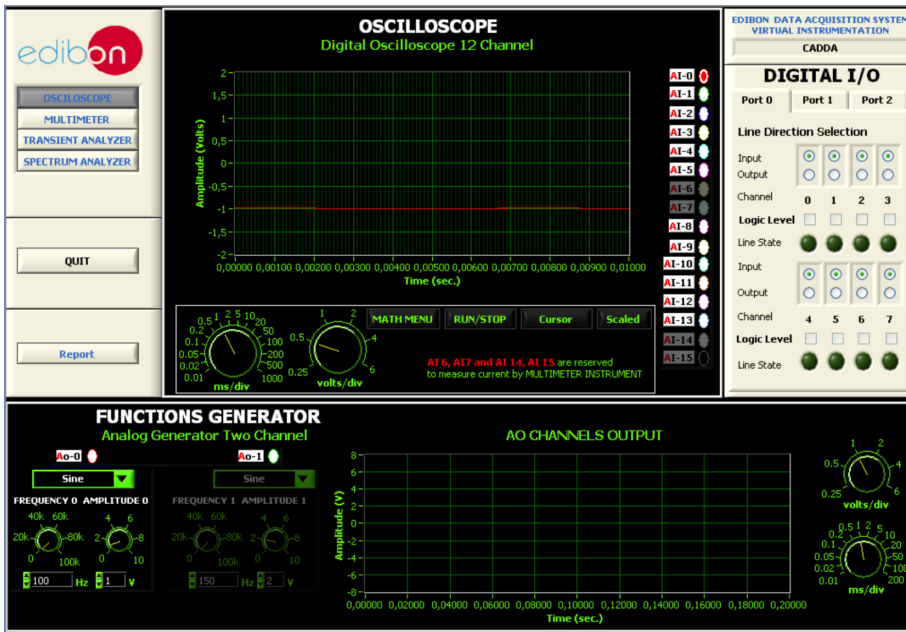 edibon
OSCILOSCOPE
MULTIMETER
TRANSIENT ANALYZER
SPECTRUM ANALYZER
QUIT
Report
OSCILLOSCOPE
Digital Oscilloscope 12 Channel
Amplitude (Volts)
2
1,5
1
0,5
0
-0,5
-1
-1,5
-2
0,00000 0,001000 0,00200 0,00300 0,00400 0,00500 0,00600 0,00700 0,00800 0,00900 0,01000
Time (sec.)
AI-0
AI-1
AI-2
AI-3
AI-4
AI-5
AI-6
AI-7
AI-8
AI-9
AI-10
AI-11
AI-12
AI-13
AI-14
AI-15
0.01
0.02
0.05
0.1
0.2
0.5
1
2
5
10
20
50
100
200
500
1000
ms/div
0.25
0.5
1
2
4
6
volts/div
MATH MENU
RUN/STOP
Cursor
Scaled
AI 6, AI7 and AI 14, AI 15 are reserved
to measure current by MULTIMETER INSTRUMENT
EDIBON DATA ACQUISITION SYSTEM
VIRTUAL INSTRUMENTATION
CADDA
DIGITAL I/O
Port 0
Port 1
Port 2
Line Direction Selection
Input
Output
Channel 0 1 2 3
Logic Level
Line State
Input
Output
Channel 4 5 6 7
Logic Level
Line State
FUNCTIONS GENERATOR
Analog Generator Two Channel
Ao-0
Ao-1
Sine
Sine
FREQUENCY 0 AMPLITUDE 0
FREQUENCY 1 AMPLITUDE 1
0
20k
40k
60k
80k
100k
0
2
4
6
8
10
100 Hz
1 V
0
20k
40k
60k
80k
100k
0
2
4
6
8
10
150 Hz
2 V
AO CHANNELS OUTPUT
Amplitude (V)
8
6
4
2
0
-2
-4
-6
-8
0,00000 0,02000 0,04000 0,06000 0,08000 0,10000 0,12000 0,14000 0,16000 0,18000 0,20000
Time (sec.)
0.25
0.5
1
2
4
6
volts/div
0.01
0.02
0.05
0.1
0.2
0.5
1
2
5
10
20
50
100
200
ms/div